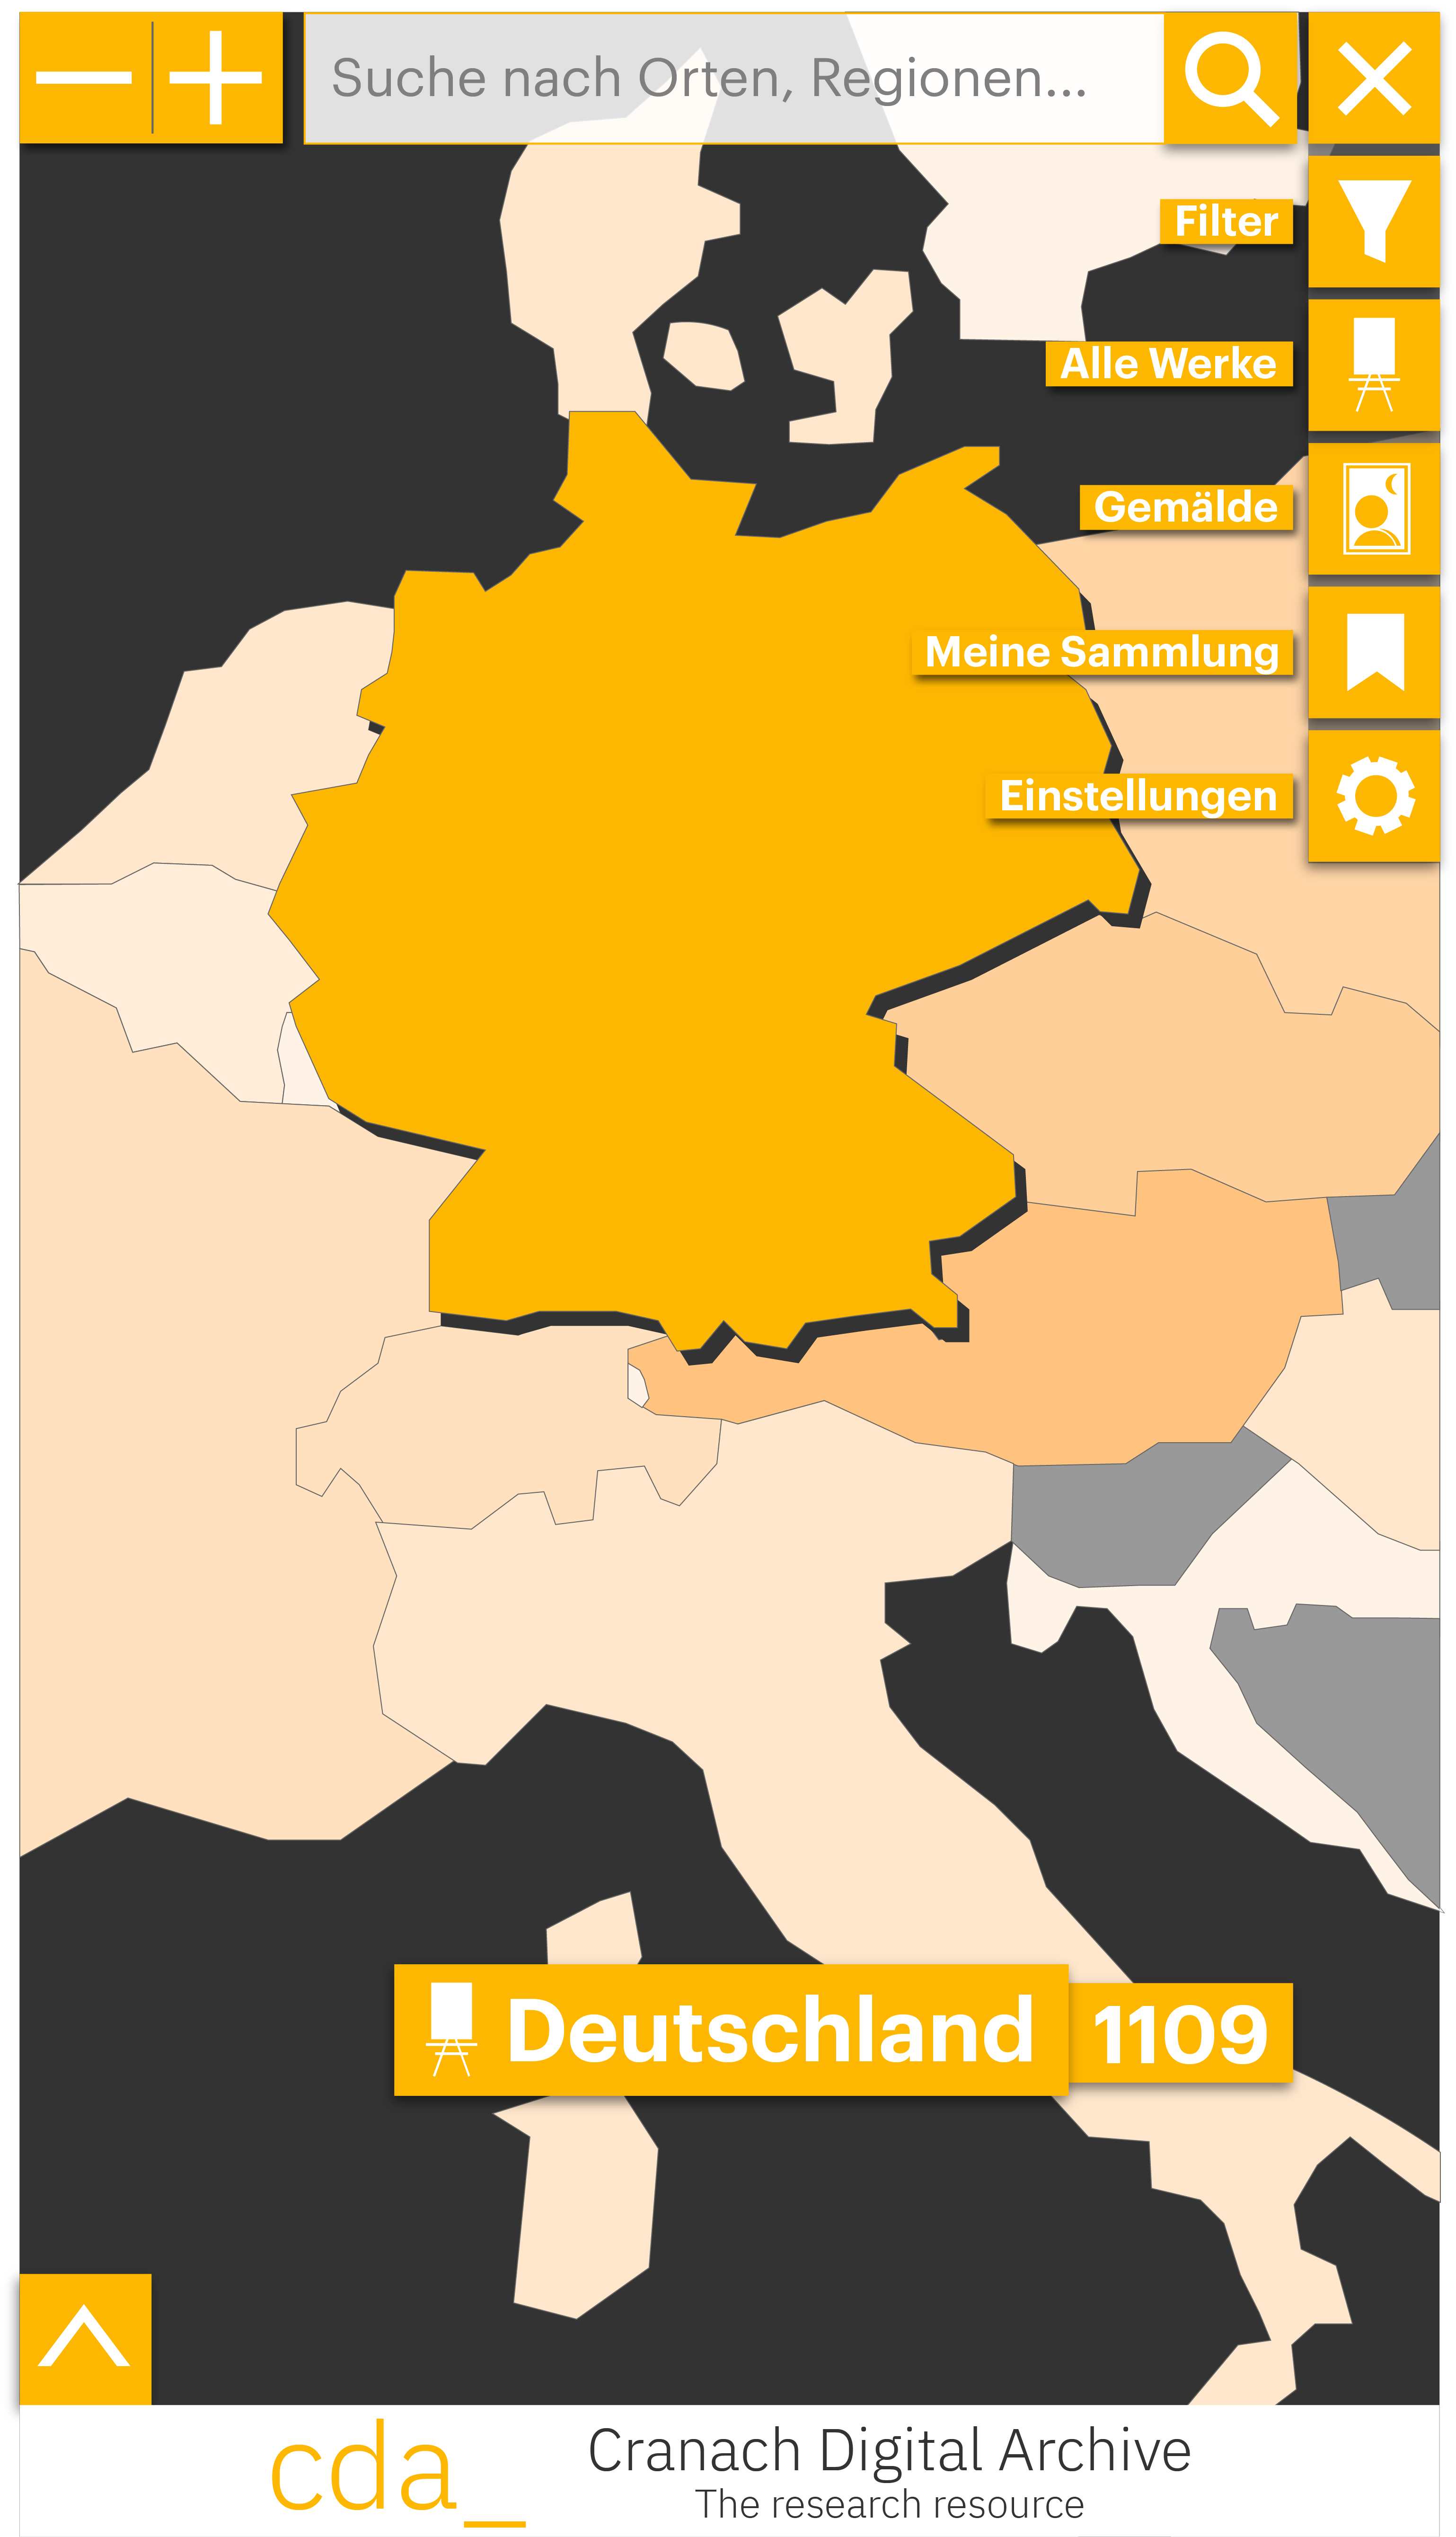 Suche nach Orten, Regionen...
Filter
Alle Werke
Gemälde
Meine Sammlung
Einstellungen
Deutschland 1109
cda_
Cranach Digital Archive
The research resource